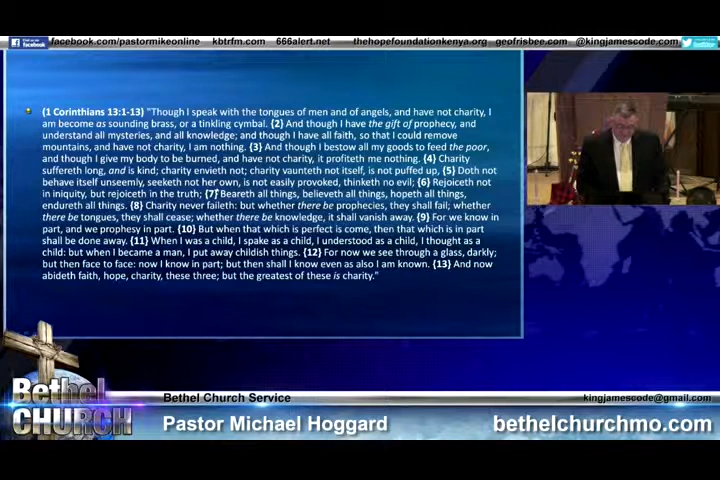 facebook.com/pastormikeonline kbtrfm.com 666alert.net thehopefoundationkenya.org geofrisbee.com @kingjamescode.com
{1 Corinthians 13:1-13} "Though I speak with the tongues of men and of angels, and have not charity, I
am become as sounding brass, or a tinkling cymbal. {2} And though I have the gift of prophecy, and
understand all mysteries, and all knowledge; and though I have all faith, so that I could remove
mountains, and have not charity, I am nothing. {3} And though I bestow all my goods to feed the poor,
and though I give my body to be burned, and have not charity, it profiteth me nothing. {4} Charity
suffereth long, and is kind; charity envieth not; charity vaunteth not itself, is not puffed up, {5} Doth not
behave itself unseemly, seeketh not her own, is not easily provoked, thinketh no evil; {6} Rejoiceth not
in iniquity, but rejoiceth in the truth; {7} Beareth all things, believeth all things, hopeth all things,
endureth all things. {8} Charity never faileth: but whether there be prophecies, they shall fail; whether
there be tongues, they shall cease; whether there be knowledge, it shall vanish away. {9} For we know in
part, and we prophesy in part. {10} But when that which is perfect is come, then that which is in part
shall be done away. {11} When I was a child, I spake as a child, I understood as a child, I thought as a
child: but when I became a man, I put away childish things. {12} For now we see through a glass, darkly;
but then face to face: now I know in part; but then shall I know even as also I am known. {13} And now
abideth faith, hope, charity, these three; but the greatest of these is charity."
Bethel
CHURCH
Bethel Church Service kingjamescode@gmail.com
Pastor Michael Hoggard bethelchurchmo.com